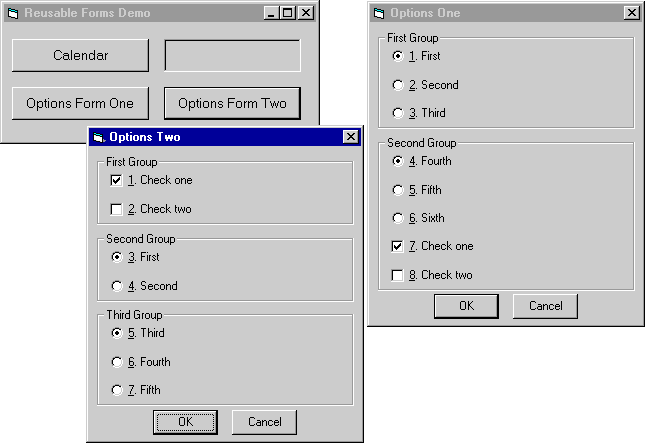 Reusable Forms Demo
Calendar
Options Form One
Options Form Two
Options Two
First Group
1. Check one
2. Check two
Second Group
3. First
4. Second
Third Group
5. Third
6. Fourth
7. Fifth
OK
Cancel
Options One
First Group
1. First
2. Second
3. Third
Second Group
4. Fourth
5. Fifth
6. Sixth
7. Check one
8. Check two
OK
Cancel